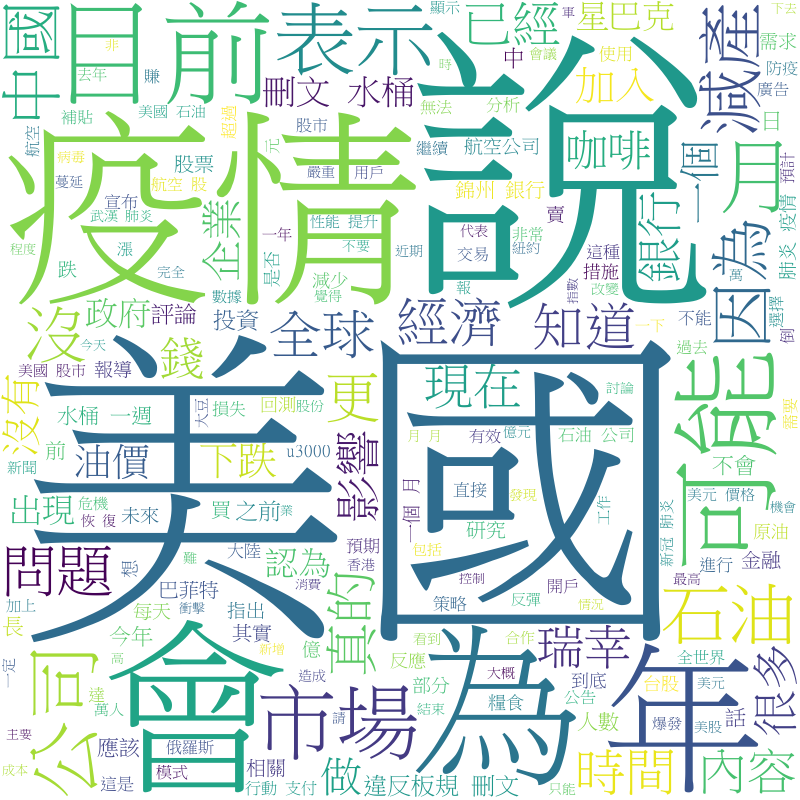 中國
目前
表示
已經
星巴克
顯示
下去
減產
非
去年
賺
刪文 水桶
中
會議
加入
使用
需求
防疫
軍
時
廣告
航空
補貼
美國 石油
超過
股市
無法
分析
日
疫情
說
咖啡
一個
預計
病毒
蔓延
航空 股
股票
元
嚴重
用戶
繼續
航空公司
錦州 銀行
銀行
因為
肺炎 疫情
宣布
武漢 肺炎
企業
性能 提升
一年
不要
代表
非常
賣
這種
措施
萬
程度
跌
漲
完全
是否
減少
覺得
近期
交易
紐約
報
指數
改變
選擇
倒
沒
政府
評論
數據
投資
全球
經濟
知道
一下
不能
過去
可能
今天
美國 股市
報導
錢
沒有
水桶 一週
大豆
損失
回測
股份
更
現在
討論
需要
前
油價
下跌
u3000
影響
月 月
有效
億元
石油 公司
不會
新聞
出現
危機
恢復
未來
買
之前
業
一個 月
直接
發現
工作
研究
美元 價格
機會
原油
新冠 肺炎
進行
金融
美國
問題
想
難
大陸
認為
預期
香港
包括
控制
開戶
最高
加上
長
巴菲特
消費
衝擊
策略
反彈
情況
石油
每天
指出
真的
今年
其實
新增
看到
合作
瑞幸
很多
一定
公司
高
會
億
造成
市場
反應
大概
部分
到底
全世界
達
萬人
請
結束
糧食
為
公告
台股
美元
年
人數
爆發
美股
話
主要
應該
俄羅斯
相關
做
時間
內容
成本
這是
模式
行動 支付
違反板規 刪文
只能